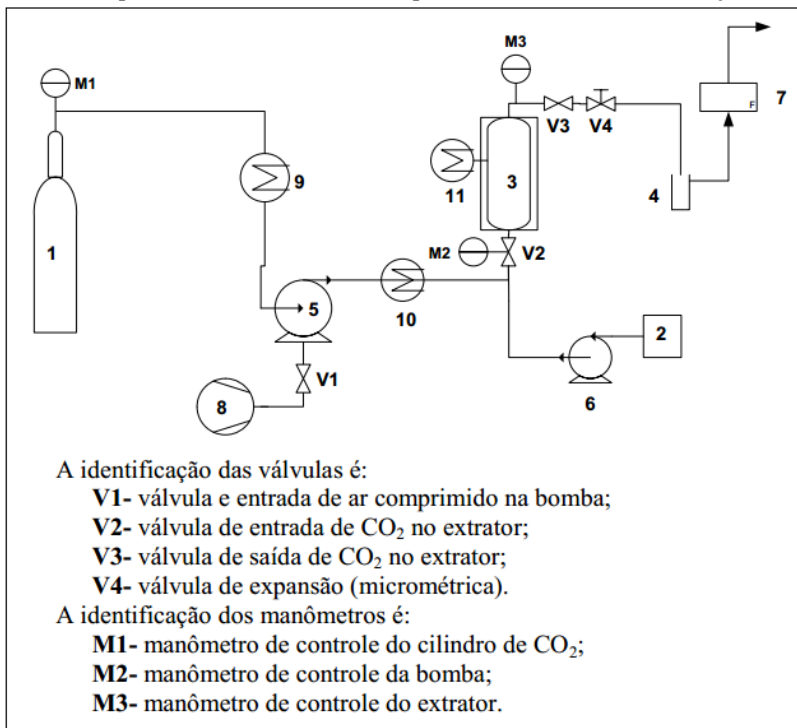 M3
M1
7
F
V3
V4
9
11
3
4
1
M2
V2
5
10
2
V1
6
8
A identificação das válvulas é:
V1- válvula e entrada de ar comprimido na bomba;
V2- válvula de entrada de CO₂ no extrator;
V3- válvula de saída de CO₂ no extrator;
V4- válvula de expansão (micrométrica).
A identificação dos manômetros é:
M1- manômetro de controle do cilindro de CO₂;
M2- manômetro de controle da bomba;
M3- manômetro de controle do extrator.